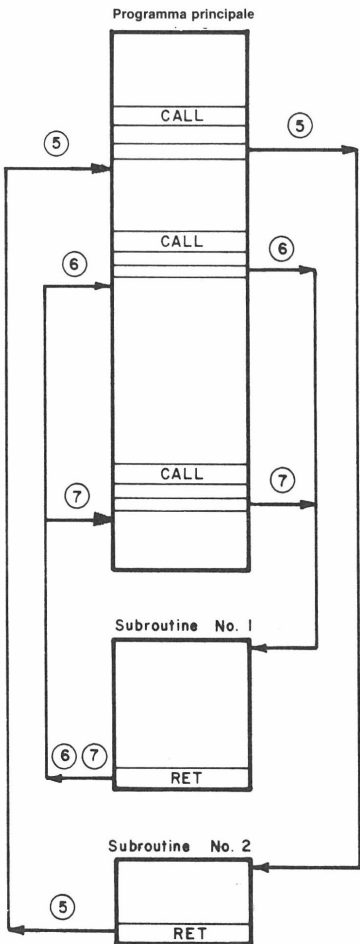 Programma principale
CALL
5
5
CALL
6
6
CALL
7
7
Subroutine No. 1
6 7
RET
Subroutine No. 2
5
RET